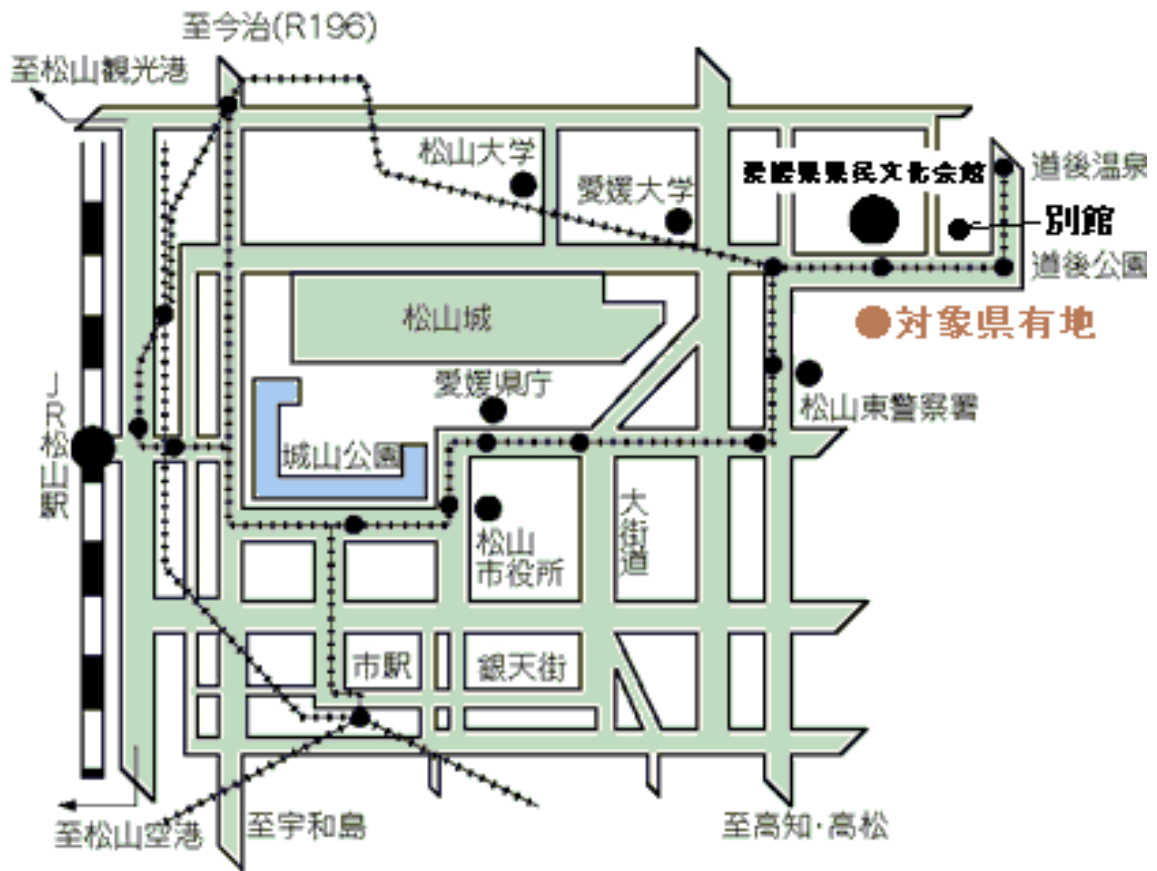 至今治(R196)
至松山観光港
松山大学
愛媛大学
愛媛県県民文化会館
道後温泉
別館
道後公園
松山城
対象県有地
愛媛県庁
松山東警察署
JR松山駅
城山公園
大街道
松山
市役所
市駅
銀天街
至松山空港
至宇和島
至高知・高松